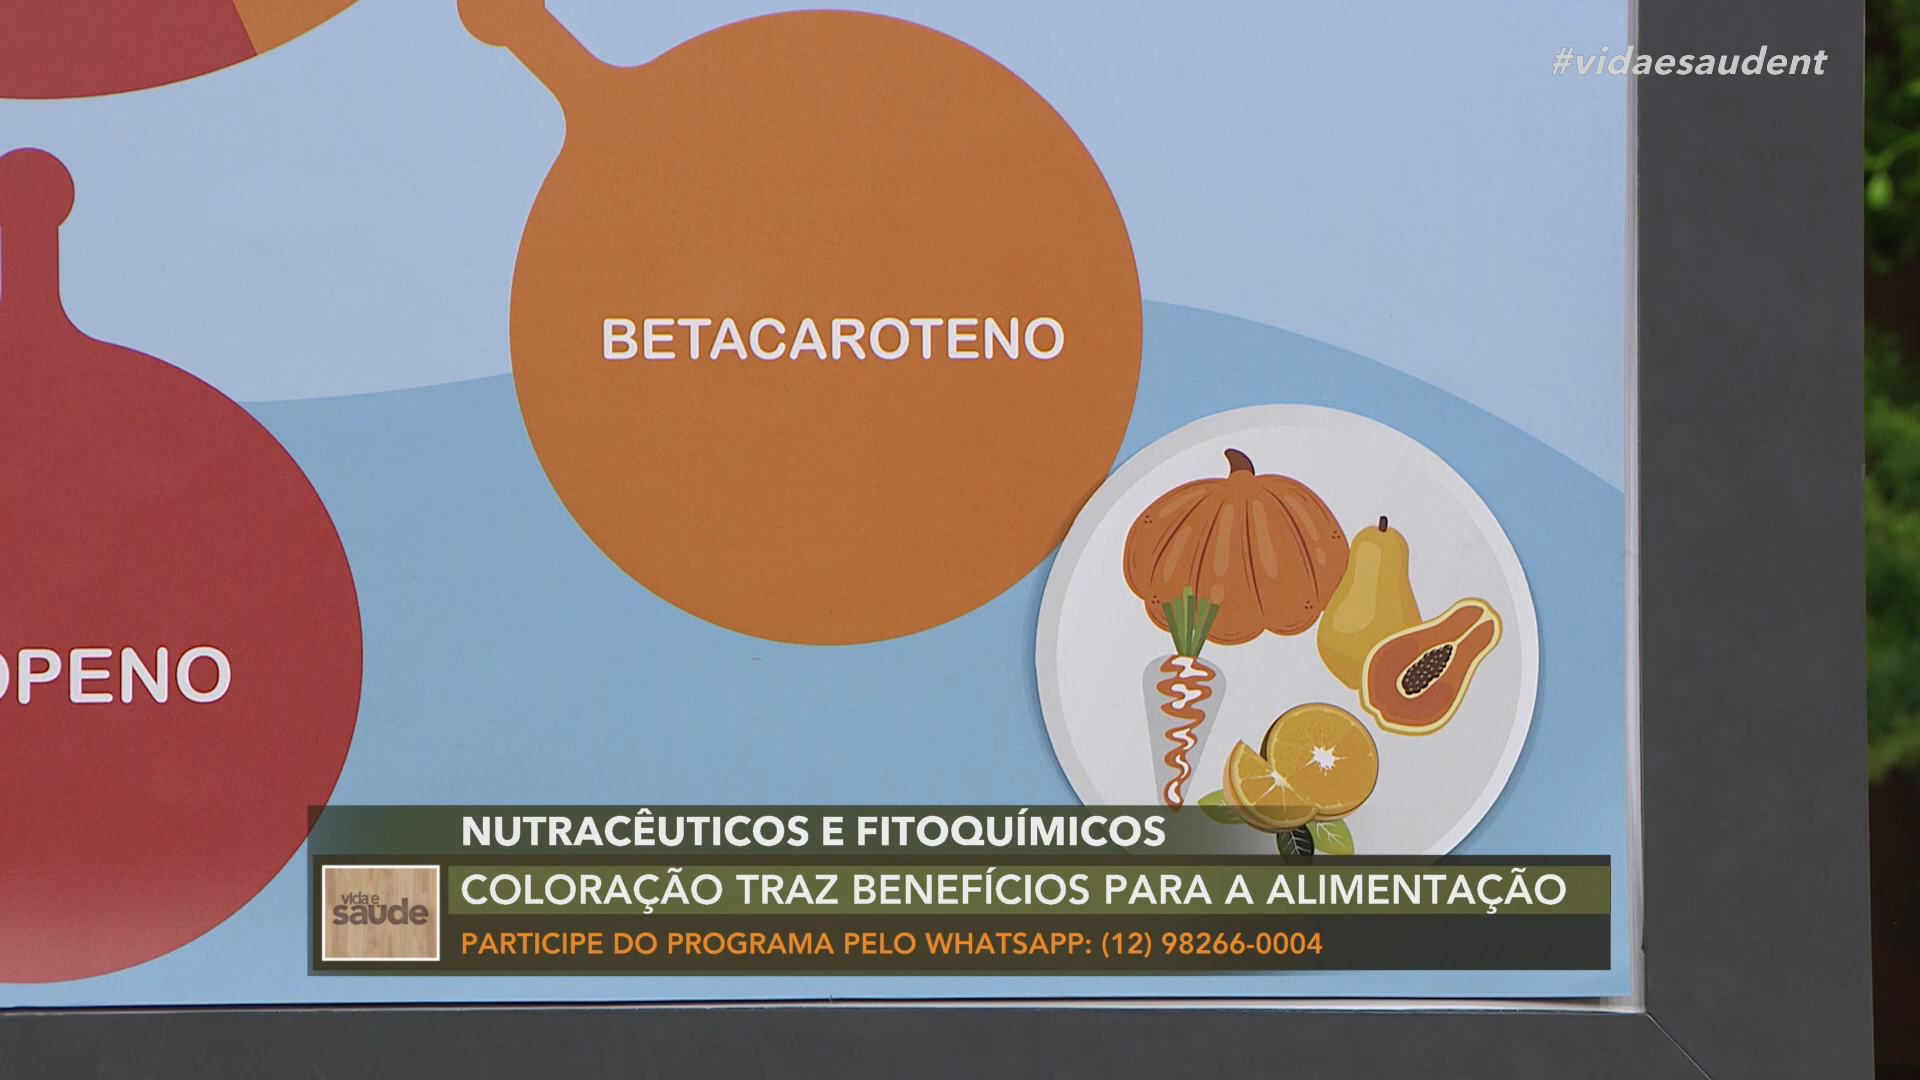 #vidaesaudent
BETACAROTENO
OPENO
NUTRACÊUTICOS E FITOQUÍMICOS
vida e
saúde
COLORAÇÃO TRAZ BENEFÍCIOS PARA A ALIMENTAÇÃO
PARTICIPE DO PROGRAMA PELO WHATSAPP: (12) 98266-0004